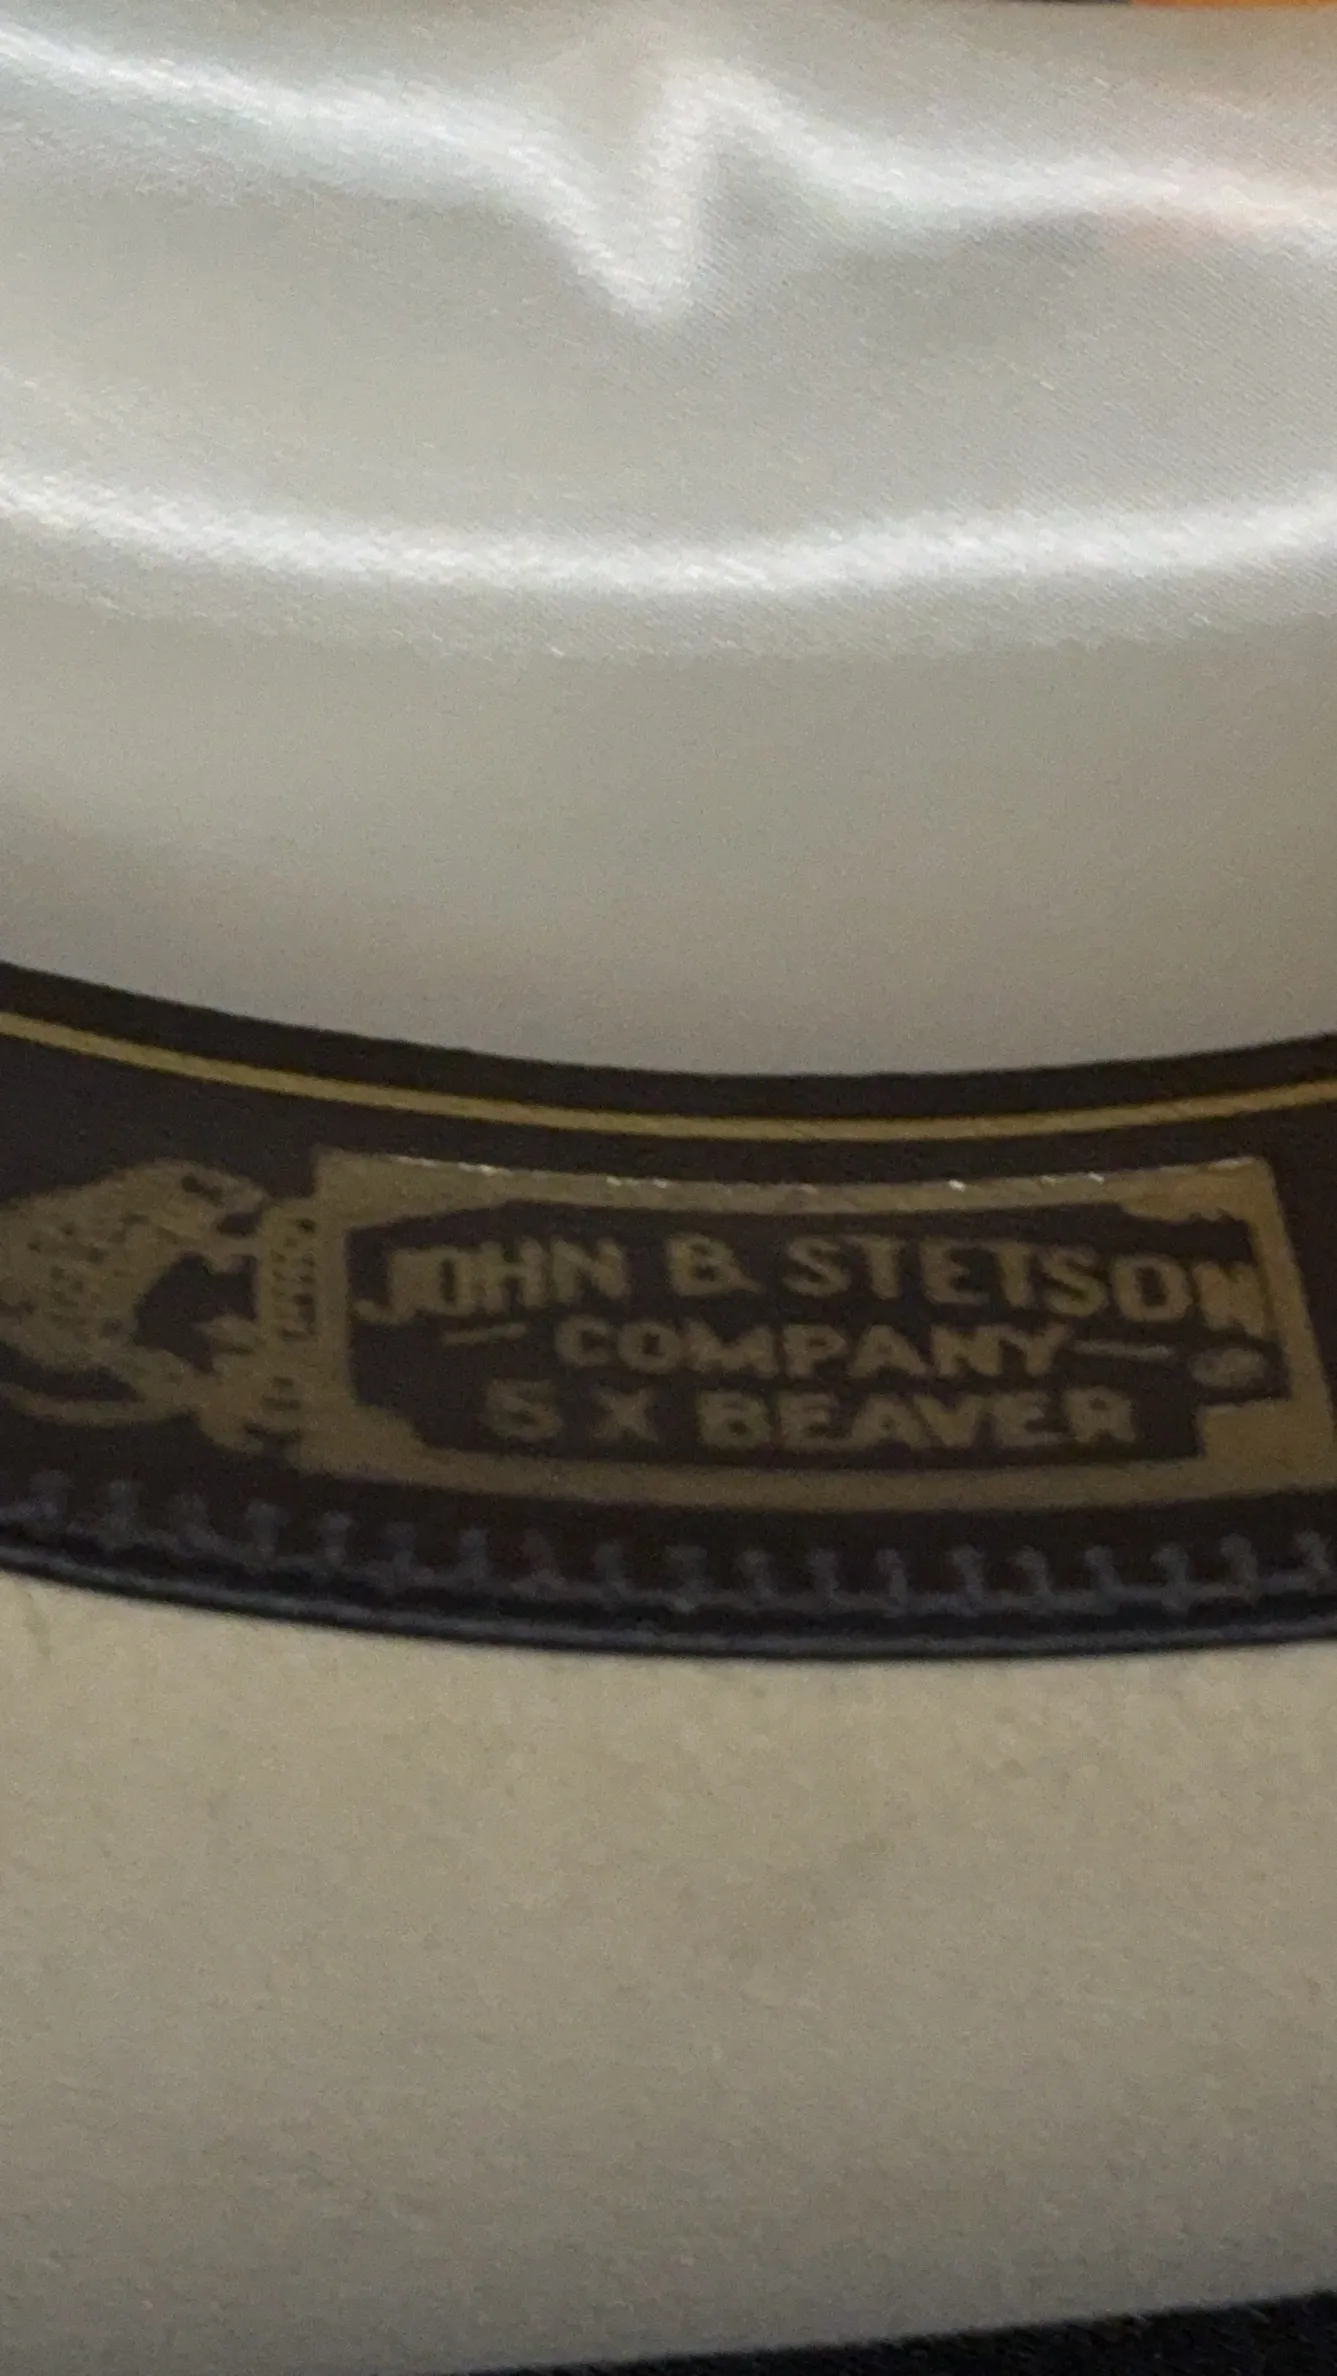 JOHN B. STETSON
— COMPANY —
5 X BEAVER